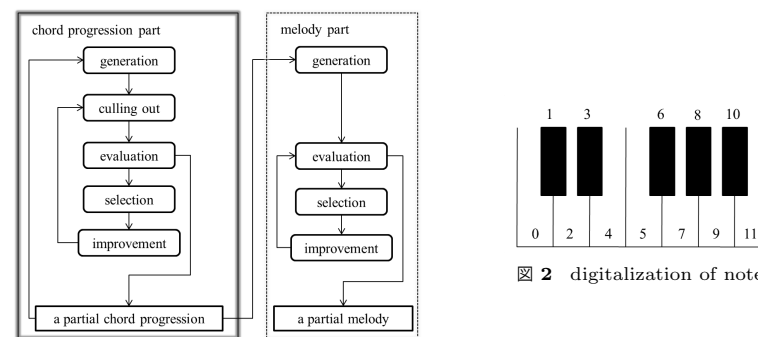 chord progression part
generation
culling out
evaluation
selection
improvement
a partial chord progression
melody part
generation
evaluation
selection
improvement
a partial melody
1 3 6 8 10
0 2 4 5 7 9 11
図 2 digitalization of note